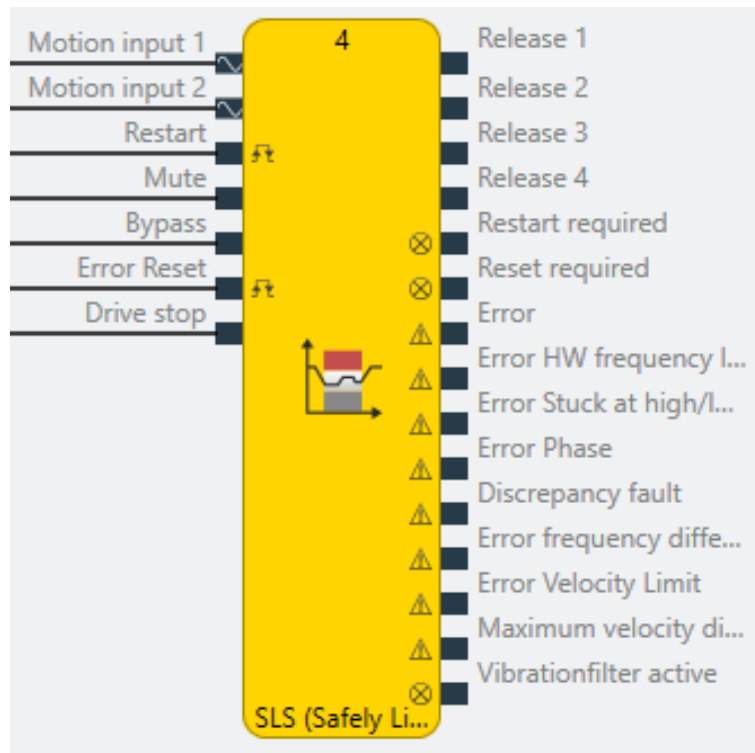 4
Motion input 1
Motion input 2
Restart
Mute
Bypass
Error Reset
Drive stop
Release 1
Release 2
Release 3
Release 4
Restart required
Reset required
Error
Error HW frequency l...
Error Stuck at high/l...
Error Phase
Discrepancy fault
Error frequency diffe...
Error Velocity Limit
Maximum velocity di...
Vibrationfilter active
SLS (Safely Li...